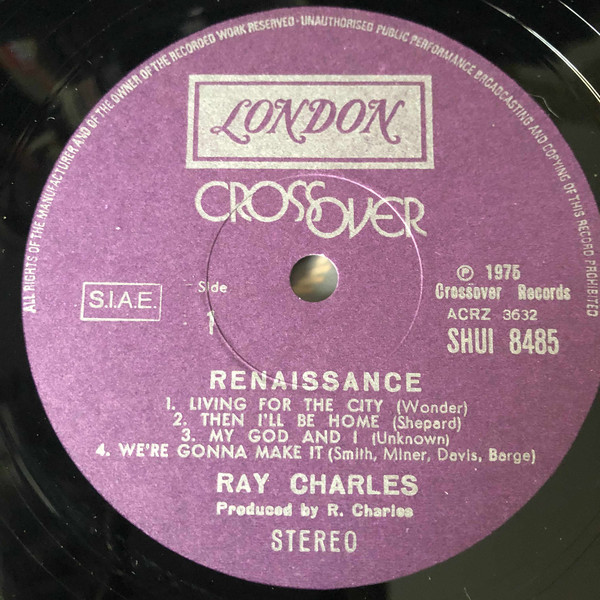 ALL RIGHTS OF THE MANUFACTURER AND OF THE OWNER OF THE RECORDED WORK RESERVED · UNAUTHORISED PUBLIC PERFORMANCE BROADCASTING AND COPYING OF THIS RECORD PROHIBITED
LONDON
CROSSOVER
S.I.A.E.
Side
1
℗ 1975
Crossover Records
ACRZ 3632
SHUI 8485
RENAISSANCE
1. LIVING FOR THE CITY (Wonder)
2. THEN I'LL BE HOME (Shepard)
3. MY GOD AND I (Unknown)
4. WE'RE GONNA MAKE IT (Smith, Miner, Davis, Barge)
RAY CHARLES
Produced by R. Charles
STEREO